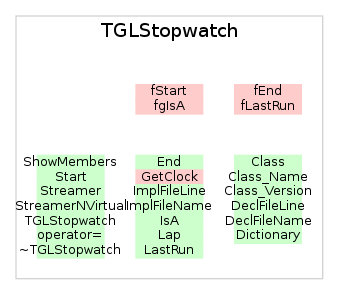 TGLStopwatch
fStart
fgIsA
fEnd
fLastRun
ShowMembers
Start
Streamer
StreamerNVirtual
TGLStopwatch
operator=
~TGLStopwatch
End
GetClock
ImplFileLine
ImplFileName
IsA
Lap
LastRun
Class
Class_Name
Class_Version
DeclFileLine
DeclFileName
Dictionary